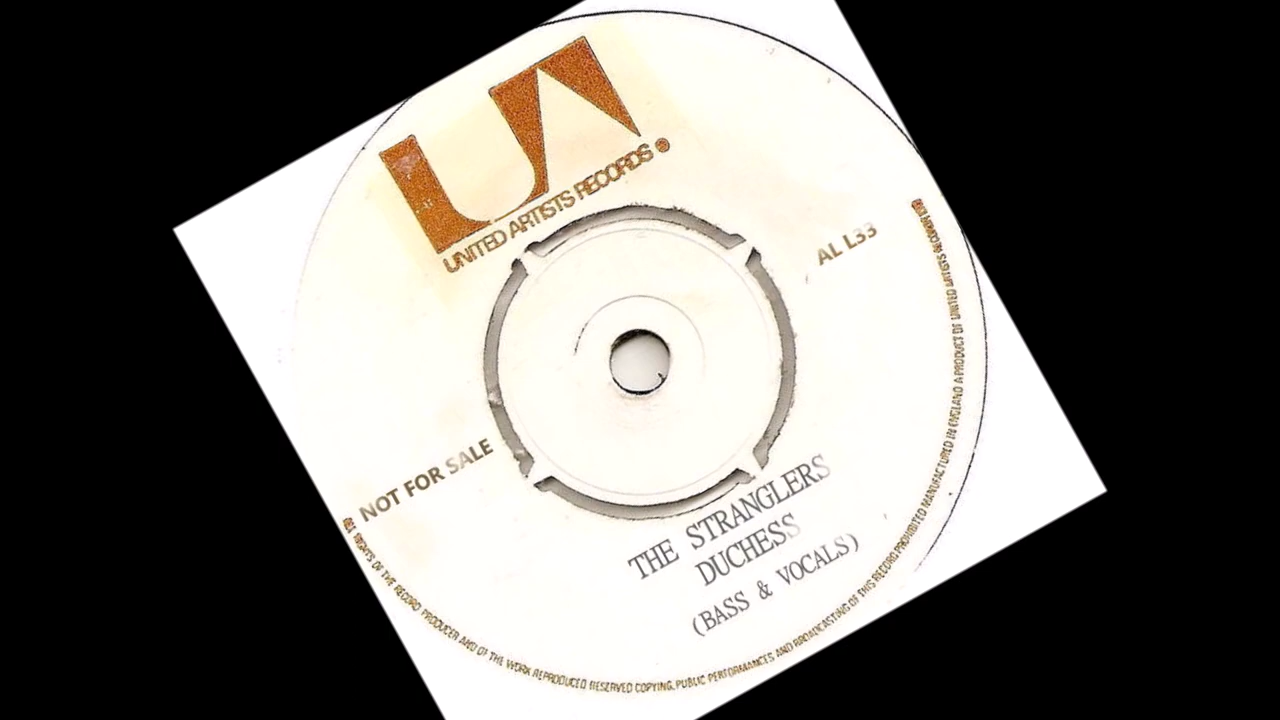 UA
UNITED ARTISTS RECORDS
AL L33
NOT FOR SALE
THE STRANGLERS
DUCHESS
(BASS & VOCALS)
ALL RIGHTS OF THE RECORD PRODUCER AND OF THE WORK REPRODUCED RESERVED COPYING, PUBLIC PERFORMANCES AND BROADCASTING OF THIS RECORD PROHIBITED MANUFACTURED IN ENGLAND A PRODUCT OF UNITED ARTISTS RECORDS